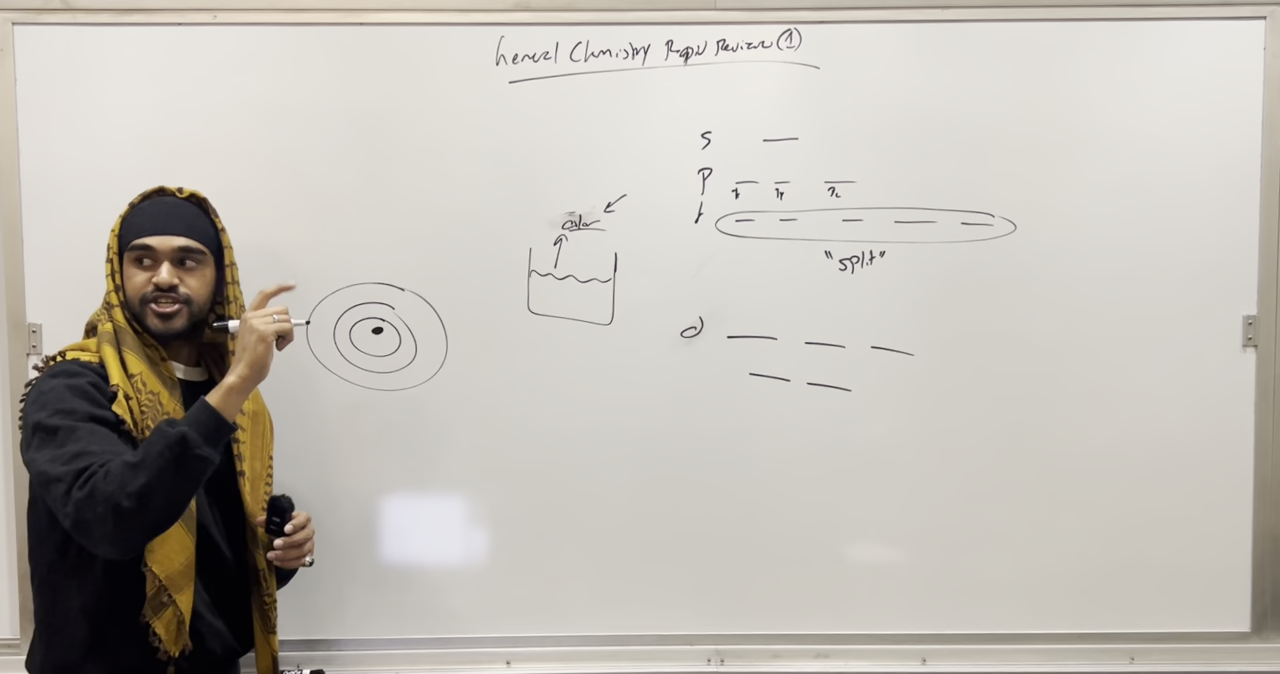 General Chemistry Rapid Review (1)
S
P
Color
"split"
d